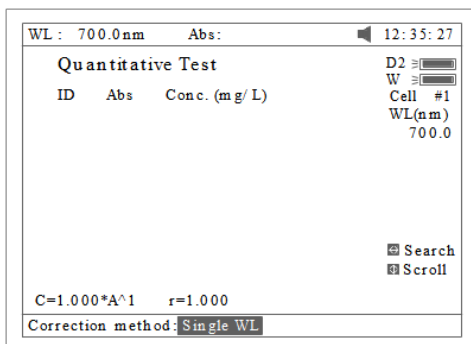 WL: 700.0nm Abs: 12:35:27
Quantitative Test
D2
W
ID Abs Conc. (mg/L)
Cell #1
WL(nm)
700.0
Search
Scroll
C=1.000*A^1 r=1.000
Correction method: Single WL